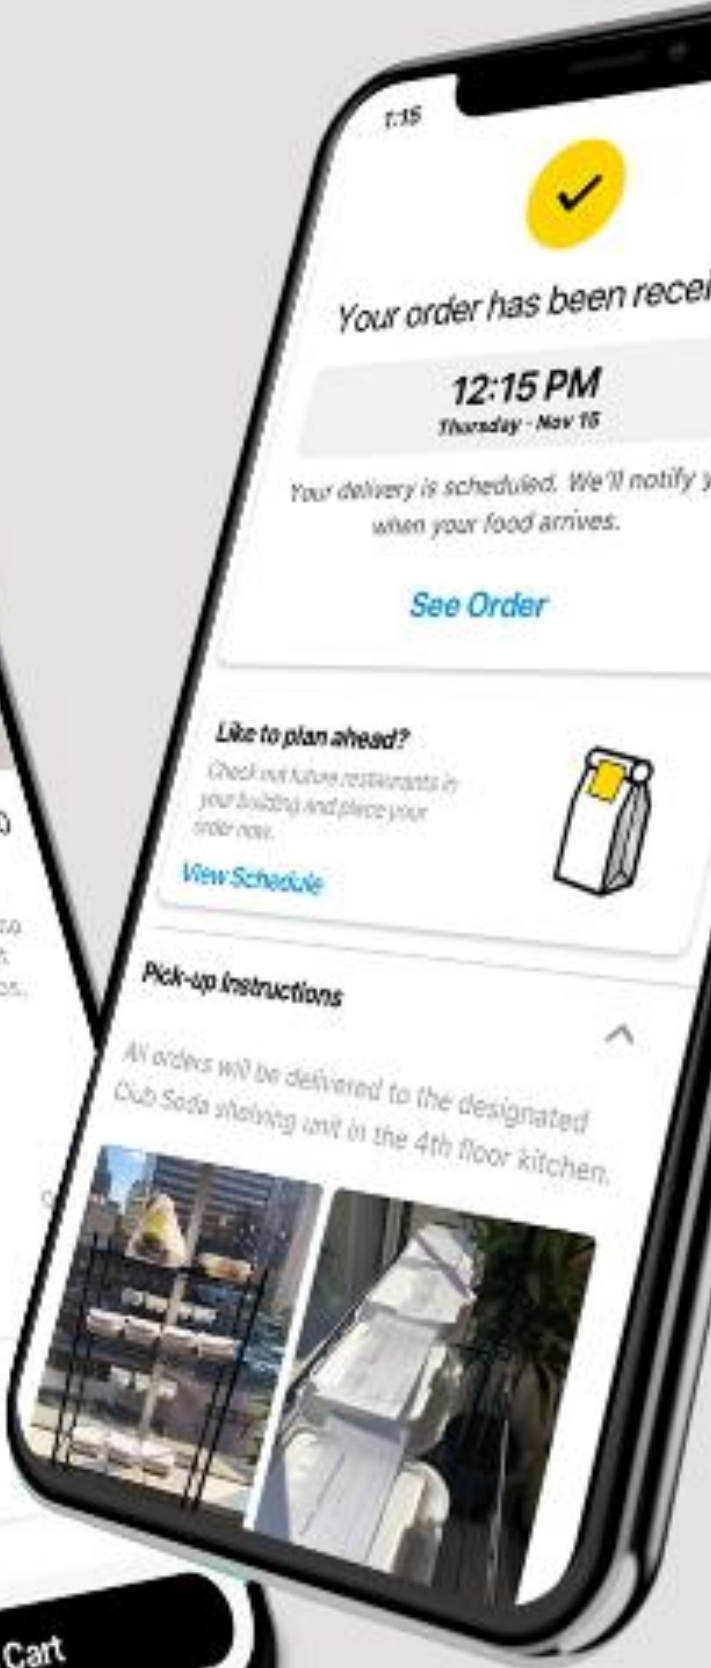 1:15
Your order has been recei
12:15 PM
Thursday - Nov 15
Your delivery is scheduled. We'll notify y
when your food arrives.
See Order
Like to plan ahead?
Check out future restaurants in
your building and place your
order now.
View Schedule
Pick-up Instructions
All orders will be delivered to the designated
Club Soda shelving unit in the 4th floor kitchen.
Cart